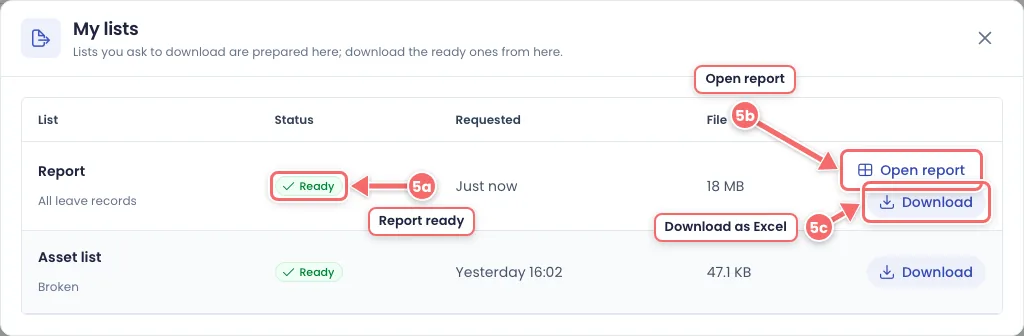 My lists
Lists you ask to download are prepared here; download the ready ones from here.
Open report
List Status Requested File 5b
Report
All leave records
Ready 5a Just now 18 MB Open report
Download
Report ready
Download as Excel 5c
Asset list
Broken
Ready Yesterday 16:02 47.1 KB Download